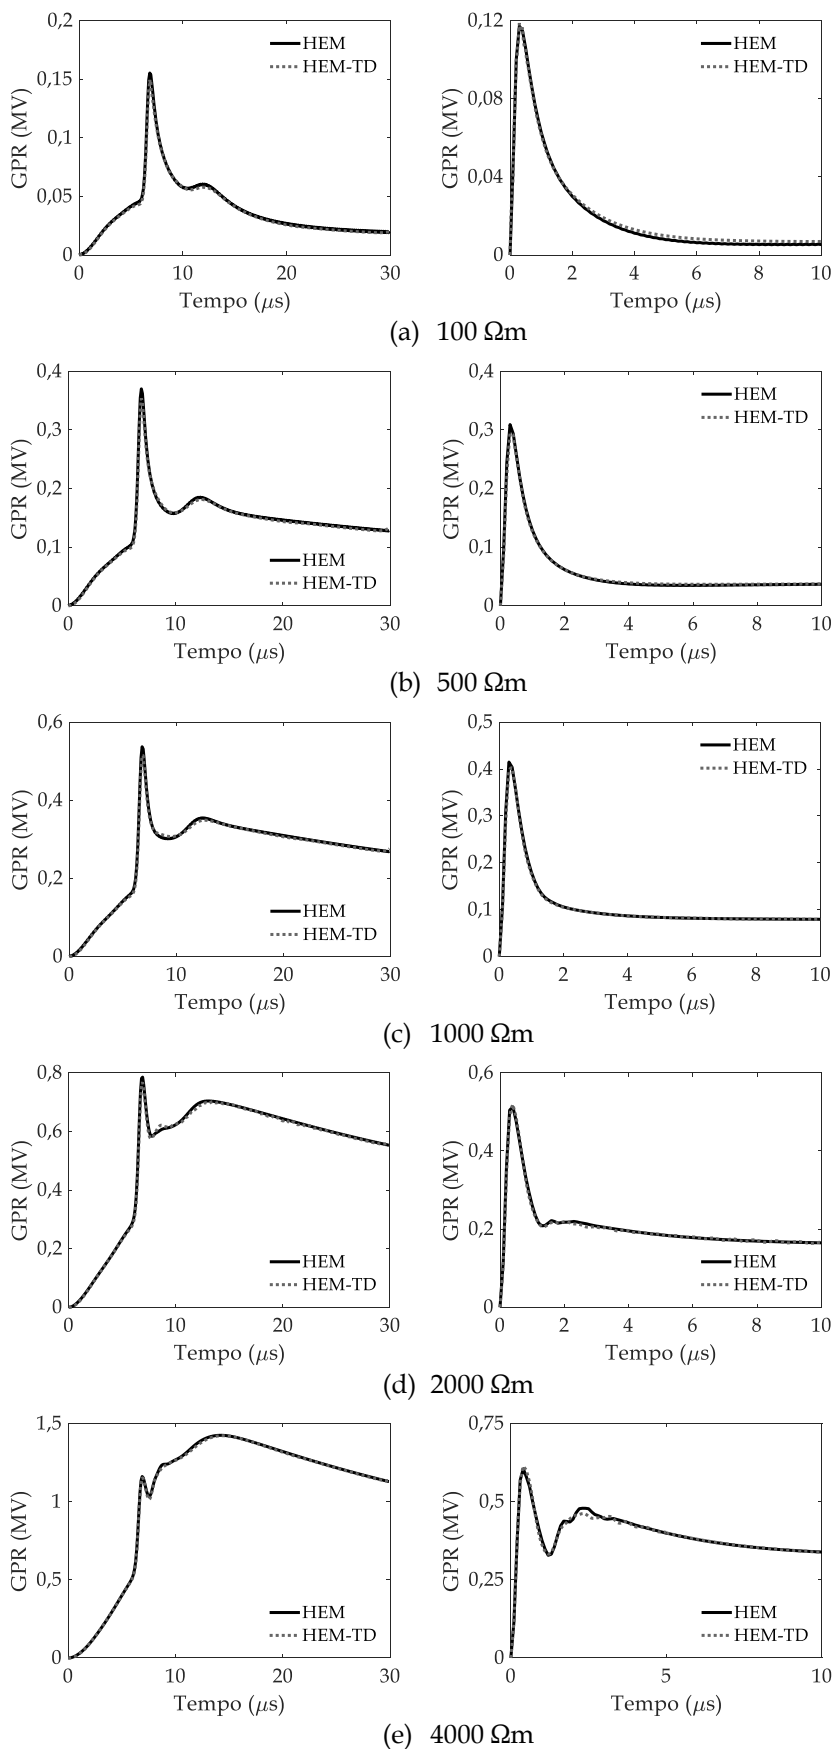 0,2
0,15
0,1
0,05
0
GPR (MV)
HEM
HEM-TD
0 10 20 30
Tempo (μs)
0,12
0,08
0,04
0
GPR (MV)
HEM
HEM-TD
0 2 4 6 8 10
Tempo (μs)
(a) 100 Ωm
0,4
0,3
0,2
0,1
0
GPR (MV)
HEM
HEM-TD
0 10 20 30
Tempo (μs)
0,4
0,3
0,2
0,1
0
GPR (MV)
HEM
HEM-TD
0 2 4 6 8 10
Tempo (μs)
(b) 500 Ωm
0,6
0,4
0,2
0
GPR (MV)
HEM
HEM-TD
0 10 20 30
Tempo (μs)
0,5
0,4
0,3
0,2
0,1
0
GPR (MV)
HEM
HEM-TD
0 2 4 6 8 10
Tempo (μs)
(c) 1000 Ωm
0,8
0,6
0,4
0,2
0
GPR (MV)
HEM
HEM-TD
0 10 20 30
Tempo (μs)
0,6
0,4
0,2
0
GPR (MV)
HEM
HEM-TD
0 2 4 6 8 10
Tempo (μs)
(d) 2000 Ωm
1,5
1
0,5
0
GPR (MV)
HEM
HEM-TD
0 10 20 30
Tempo (μs)
0,75
0,5
0,25
0
GPR (MV)
HEM
HEM-TD
0 5 10
Tempo (μs)
(e) 4000 Ωm